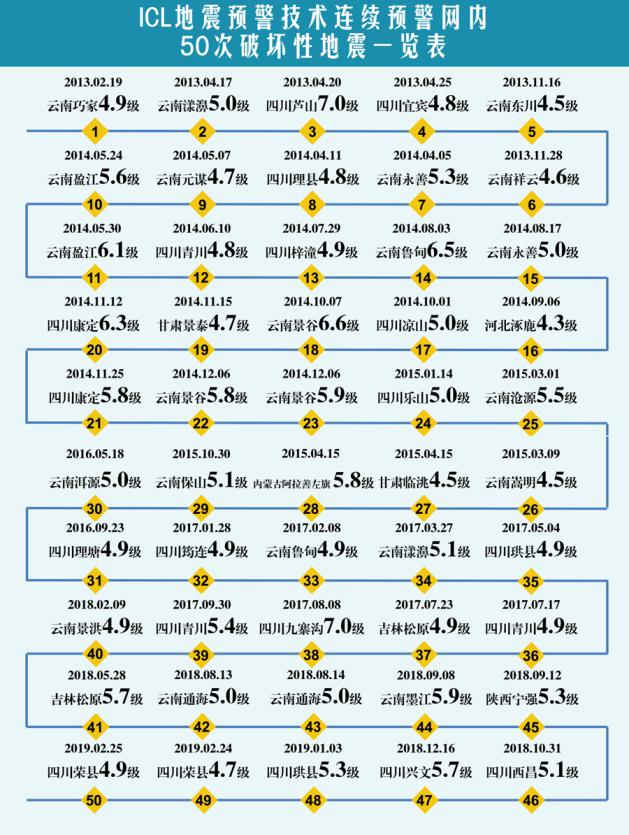 ICL地震预警技术连续预警网内
50次破坏性地震一览表
2013.02.19 2013.04.17 2013.04.20 2013.04.25 2013.11.16
云南巧家4.9级 云南漾濞5.0级 四川芦山7.0级 四川宜宾4.8级 云南东川4.5级
1 2 3 4 5
2014.05.24 2014.05.07 2014.04.11 2014.04.05 2013.11.28
云南盈江5.6级 云南元谋4.7级 四川理县4.8级 云南永善5.3级 云南祥云4.6级
10 9 8 7 6
2014.05.30 2014.06.10 2014.07.29 2014.08.03 2014.08.17
云南盈江6.1级 四川青川4.8级 四川梓潼4.9级 云南鲁甸6.5级 云南永善5.0级
11 12 13 14 15
2014.11.12 2014.11.15 2014.10.07 2014.10.01 2014.09.06
四川康定6.3级 甘肃景泰4.7级 云南景谷6.6级 四川凉山5.0级 河北涿鹿4.3级
20 19 18 17 16
2014.11.25 2014.12.06 2014.12.06 2015.01.14 2015.03.01
四川康定5.8级 云南景谷5.8级 云南景谷5.9级 四川乐山5.0级 云南沧源5.5级
21 22 23 24 25
2016.05.18 2015.10.30 2015.04.15 2015.04.15 2015.03.09
云南洱源5.0级 云南保山5.1级 内蒙古阿拉善左旗5.8级 甘肃临洮4.5级 云南嵩明4.5级
30 29 28 27 26
2016.09.23 2017.01.28 2017.02.08 2017.03.27 2017.05.04
四川理塘4.9级 四川筠连4.9级 云南鲁甸4.9级 云南漾濞5.1级 四川珙县4.9级
31 32 33 34 35
2018.02.09 2017.09.30 2017.08.08 2017.07.23 2017.07.17
云南景洪4.9级 四川青川5.4级 四川九寨沟7.0级 吉林松原4.9级 四川青川4.9级
40 39 38 37 36
2018.05.28 2018.08.13 2018.08.14 2018.09.08 2018.09.12
吉林松原5.7级 云南通海5.0级 云南通海5.0级 云南墨江5.9级 陕西宁强5.3级
41 42 43 44 45
2019.02.25 2019.02.24 2019.01.03 2018.12.16 2018.10.31
四川荣县4.9级 四川荣县4.7级 四川珙县5.3级 四川兴文5.7级 四川西昌5.1级
50 49 48 47 46